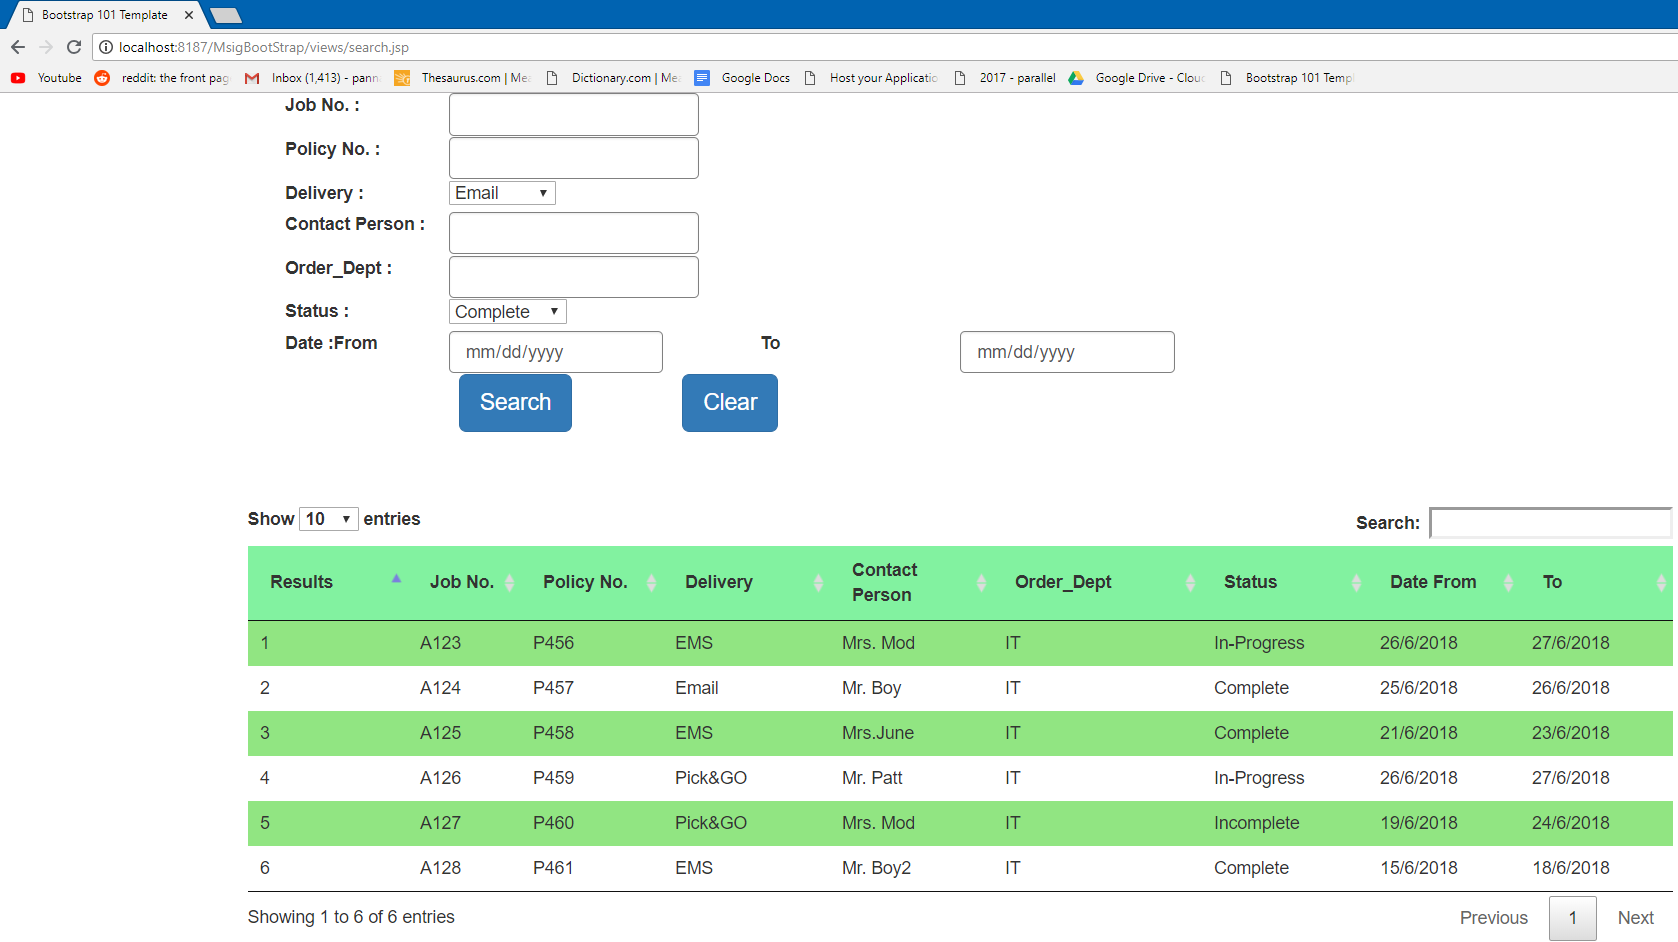 Bootstrap 101 Template
localhost:8187/MsigBootStrap/views/search.jsp
Youtube reddit: the front pag Inbox (1,413) - pann Thesaurus.com | Mea Dictionary.com | Mea Google Docs Host your Applicatio 2017 - parallel Google Drive - Clou Bootstrap 101 Temp
Job No. :
Policy No. :
Delivery : Email
Contact Person :
Order_Dept :
Status : Complete
Date :From mm/dd/yyyy To mm/dd/yyyy
Search Clear
Show 10 entries Search:
Results Job No. Policy No. Delivery Contact Person Order_Dept Status Date From To
1 A123 P456 EMS Mrs. Mod IT In-Progress 26/6/2018 27/6/2018
2 A124 P457 Email Mr. Boy IT Complete 25/6/2018 26/6/2018
3 A125 P458 EMS Mrs.June IT Complete 21/6/2018 23/6/2018
4 A126 P459 Pick&GO Mr. Patt IT In-Progress 26/6/2018 27/6/2018
5 A127 P460 Pick&GO Mrs. Mod IT Incomplete 19/6/2018 24/6/2018
6 A128 P461 EMS Mr. Boy2 IT Complete 15/6/2018 18/6/2018
Showing 1 to 6 of 6 entries Previous 1 Next